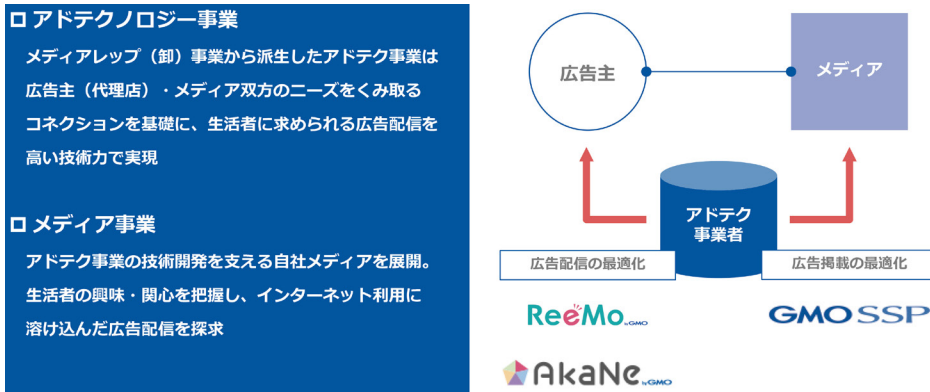 アドテクノロジー事業
メディアレップ（卸）事業から派生したアドテク事業は
広告主（代理店）・メディア双方のニーズをくみ取る
コネクションを基礎に、生活者に求められる広告配信を
高い技術力で実現
メディア事業
アドテク事業の技術開発を支える自社メディアを展開。
生活者の興味・関心を把握し、インターネット利用に
溶け込んだ広告配信を探求
広告主
メディア
アドテク
事業者
広告配信の最適化
広告掲載の最適化
ReeMo byGMO
GMO SSP
AkaNe byGMO